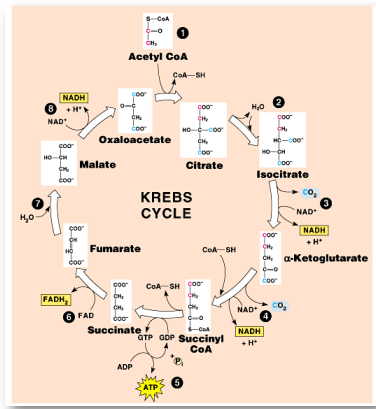 S—CoA
C=O
CH₃
1
Acetyl CoA
CoA—SH
8
NADH
+ H⁺
NAD⁺
COO⁻
O=C
CH₂
COO⁻
Oxaloacetate
COO⁻
CH₂
HO—C—COO⁻
CH₂
COO⁻
Citrate
H₂O
2
COO⁻
CH₂
HC—COO⁻
HO—CH
COO⁻
Isocitrate
CO₂
3
NAD⁺
NADH
+ H⁺
COO⁻
CH₂
CH₂
C=O
COO⁻
α-Ketoglutarate
CoA—SH
CO₂
NAD⁺
4
NADH
+ H⁺
COO⁻
CH₂
CH₂
C=O
S—CoA
Succinyl
CoA
CoA—SH
COO⁻
CH₂
CH₂
COO⁻
Succinate
GTP
GDP
+ Pᵢ
ADP
ATP
5
6
FAD
FADH₂
COO⁻
CH
HC
COO⁻
Fumarate
7
H₂O
COO⁻
HO—CH
CH₂
COO⁻
Malate
KREBS
CYCLE